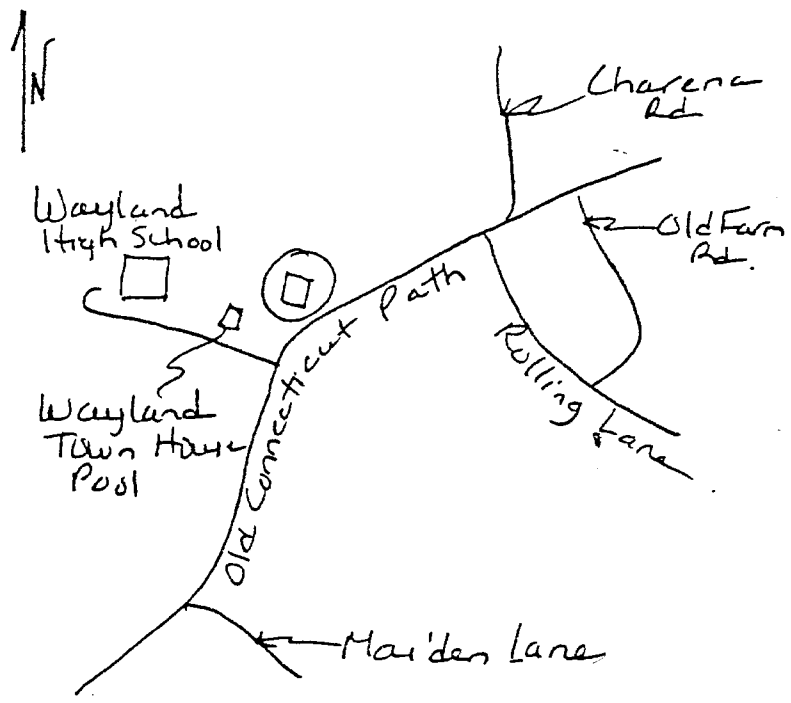 N
Charena
Rd
Wayland
High School
Old Farm
Rd.
Old Connecticut Path
Rolling Lane
Wayland
Town House
Pool
Maiden Lane